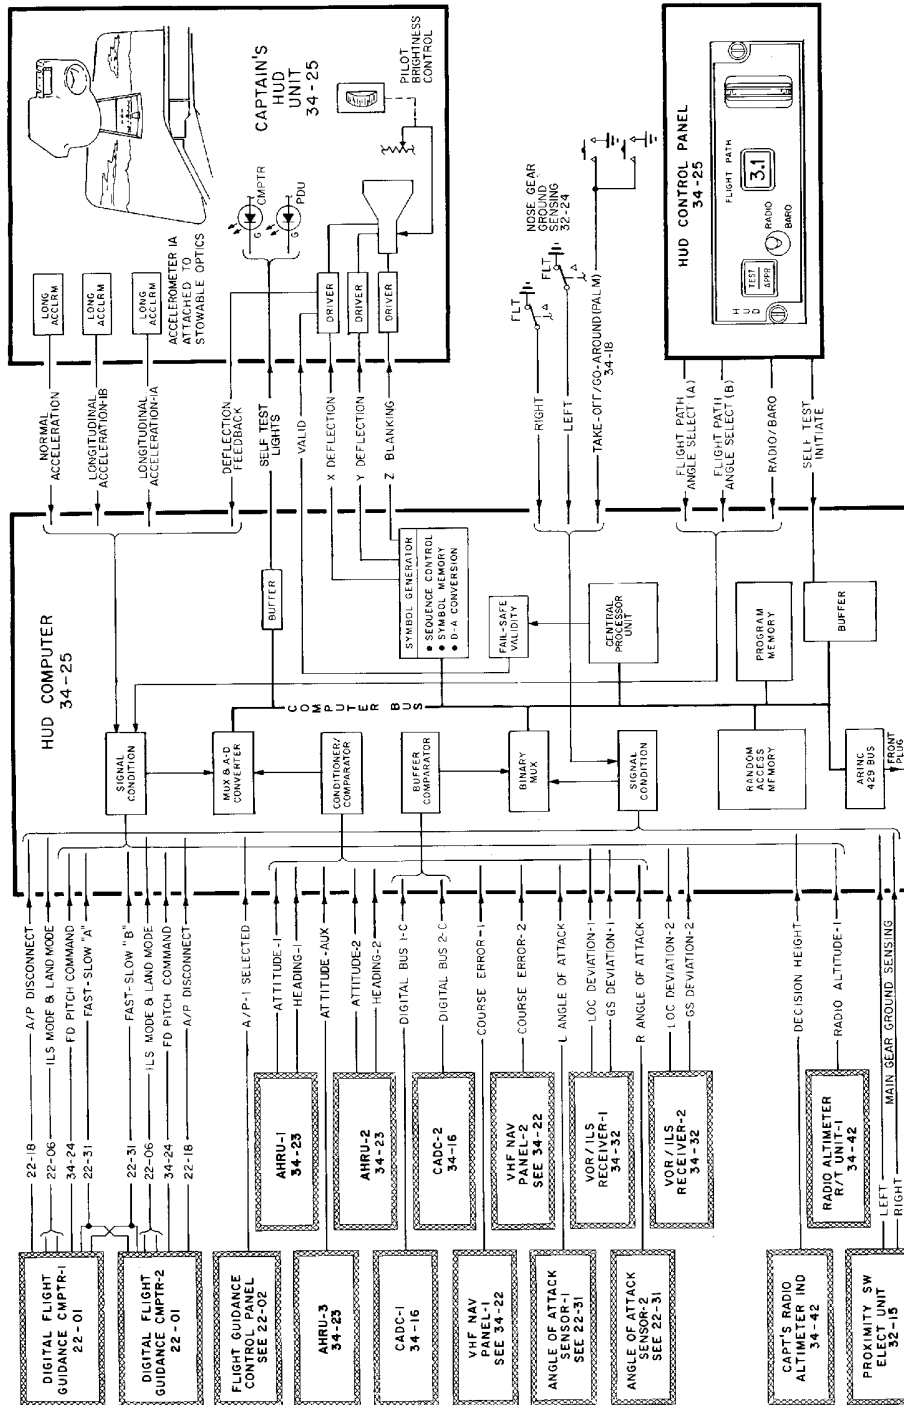 DIGITAL FLIGHT
GUIDANCE CMPTR-1
22-01
DIGITAL FLIGHT
GUIDANCE CMPTR-2
22-01
FLIGHT GUIDANCE
CONTROL PANEL
SEE 22-02
AHRU-1
34-23
AHRU-3
34-23
AHRU-2
34-23
CADC-1
34-16
CADC-2
34-16
VHF NAV
PANEL-1
SEE 34-22
VHF NAV
PANEL-2
SEE 34-22
ANGLE OF ATTACK
SENSOR-1
SEE 22-31
VOR/ILS
RECEIVER-1
34-32
ANGLE OF ATTACK
SENSOR-2
SEE 22-31
VOR/ILS
RECEIVER-2
34-32
CAPT'S RADIO
ALTIMETER IND
34-42
RADIO ALTIMETER
R/T UNIT-1
34-42
PROXIMITY SW
ELECT UNIT
32-15
22-18 A/P DISCONNECT
22-06 ILS MODE & LAND MODE
34-24 FD PITCH COMMAND
22-31 FAST-SLOW "A"
22-31 FAST-SLOW "B"
22-06 ILS MODE & LAND MODE
34-24 FD PITCH COMMAND
22-18 A/P DISCONNECT
A/P-1 SELECTED
ATTITUDE-1
HEADING-1
ATTITUDE-AUX
ATTITUDE-2
HEADING-2
DIGITAL BUS 1-C
DIGITAL BUS 2-C
COURSE ERROR-1
COURSE ERROR-2
L ANGLE OF ATTACK
LOC DEVIATION-1
GS DEVIATION-1
R ANGLE OF ATTACK
LOC DEVIATION-2
GS DEVIATION-2
DECISION HEIGHT
RADIO ALTITUDE-1
LEFT
MAIN GEAR GROUND SENSING
RIGHT
HUD COMPUTER
34-25
SIGNAL
CONDITION
MUX & A-D
CONVERTER
CONDITIONER/
COMPARATOR
BUFFER
COMPARATOR
BINARY
MUX
SIGNAL
CONDITION
RANDOM
ACCESS
MEMORY
ARINC
429 BUS
FRONT
PLUG
COMPUTER BUS
BUFFER
SYMBOL GENERATOR
● SEQUENCE CONTROL
● SYMBOL MEMORY
● D-A CONVERSION
FAIL-SAFE
VALIDITY
CENTRAL
PROCESSOR
UNIT
PROGRAM
MEMORY
BUFFER
NORMAL
ACCELERATION
LONGITUDINAL
ACCELERATION-1B
LONGITUDINAL
ACCELERATION-1A
DEFLECTION
FEEDBACK
SELF TEST
LIGHTS
VALID
X DEFLECTION
Y DEFLECTION
Z BLANKING
RIGHT
LEFT
TAKE-OFF/GO-AROUND (PALM)
34-18
FLIGHT PATH
ANGLE SELECT (A)
FLIGHT PATH
ANGLE SELECT (B)
RADIO/BARO
SELF TEST
INITIATE
LONG
ACCLRM
LONG
ACCLRM
LONG
ACCLRM
ACCELEROMETER 1A
ATTACHED TO
STOWABLE OPTICS
DRIVER
DRIVER
DRIVER
G
CMPTR
G
PDU
CAPTAIN'S
HUD
UNIT
34-25
PILOT
BRIGHTNESS
CONTROL
FLT
FLT
NOSE GEAR
GROUND
SENSING
32-24
HUD CONTROL PANEL
34-25
HUD
TEST
APPR
RADIO
BARO
FLIGHT PATH
3.1